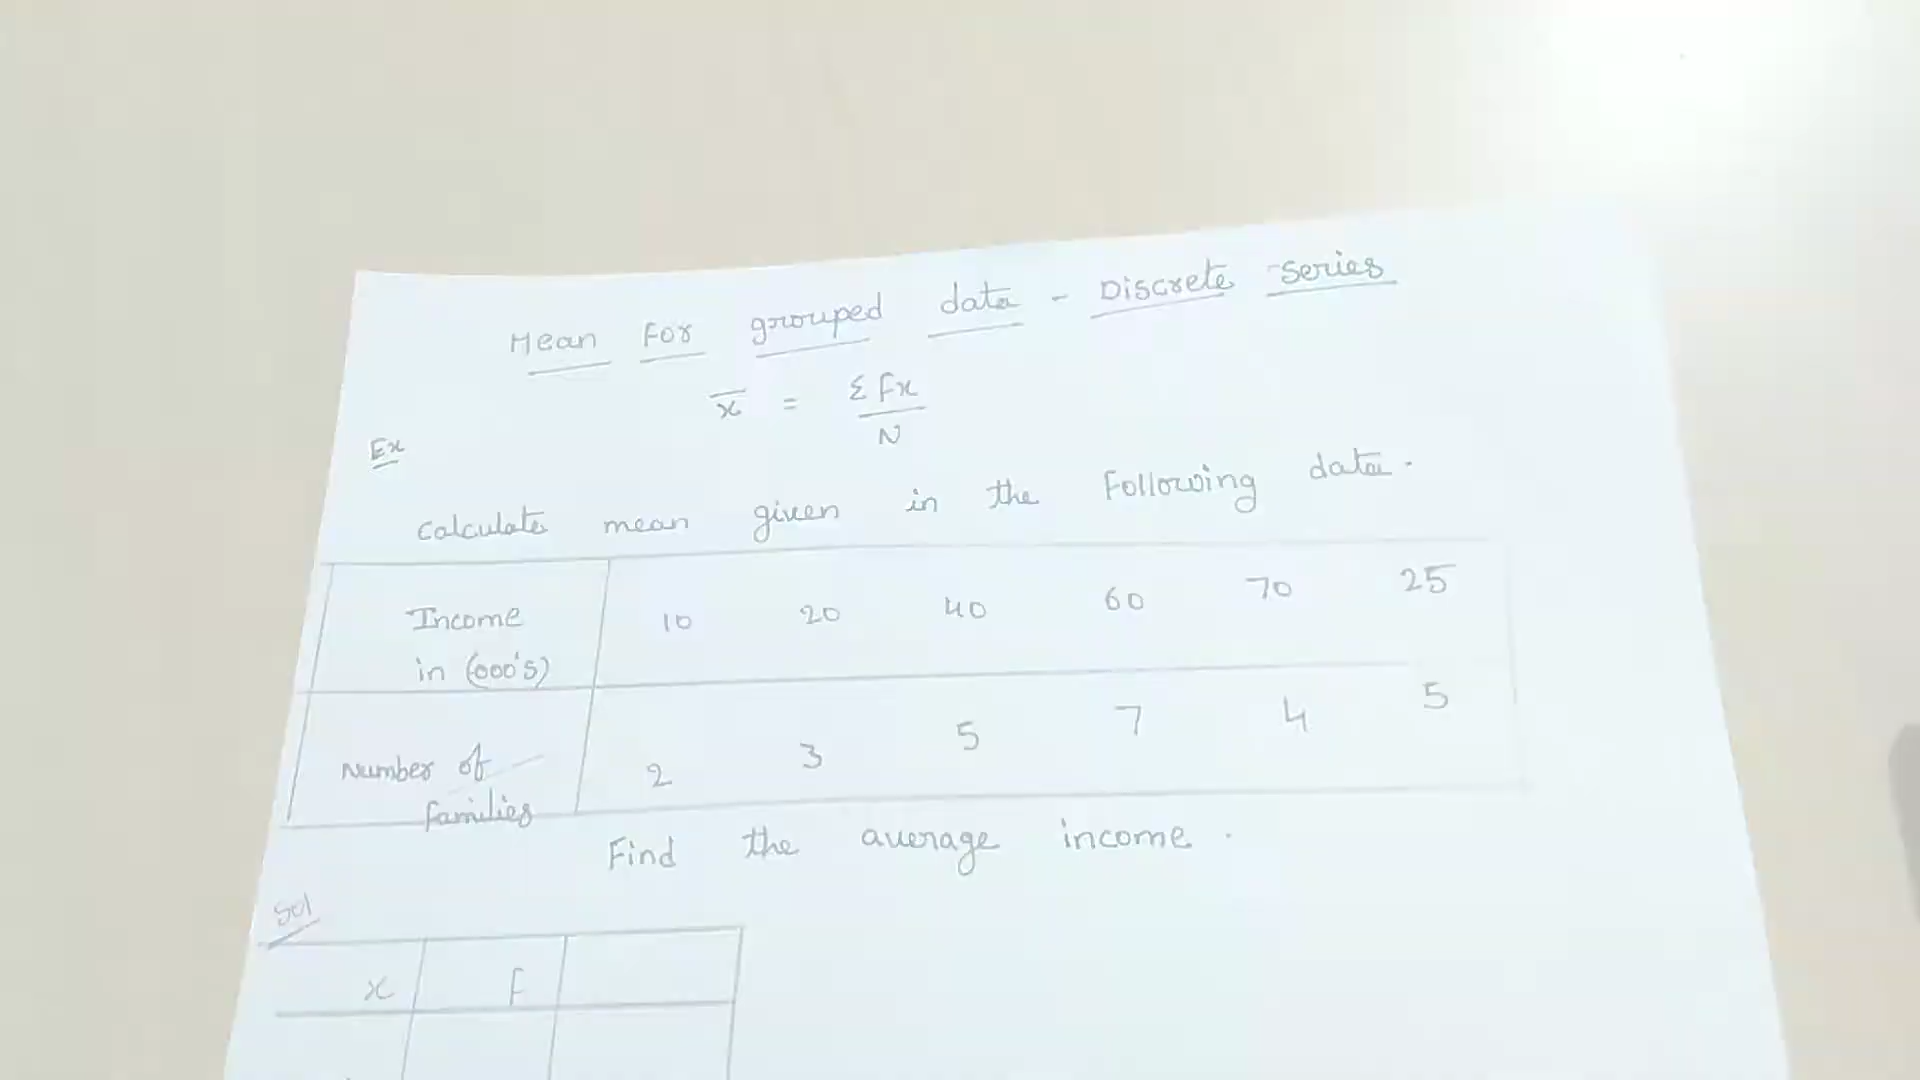 Mean For grouped data - Discrete series
x̄ = Σ Fx / N
Ex
Calculate mean given in the Following data.
Income in (000's) 10 20 40 60 70 25
Number of families 2 3 5 7 4 5
Find the average income.
Sol
x F